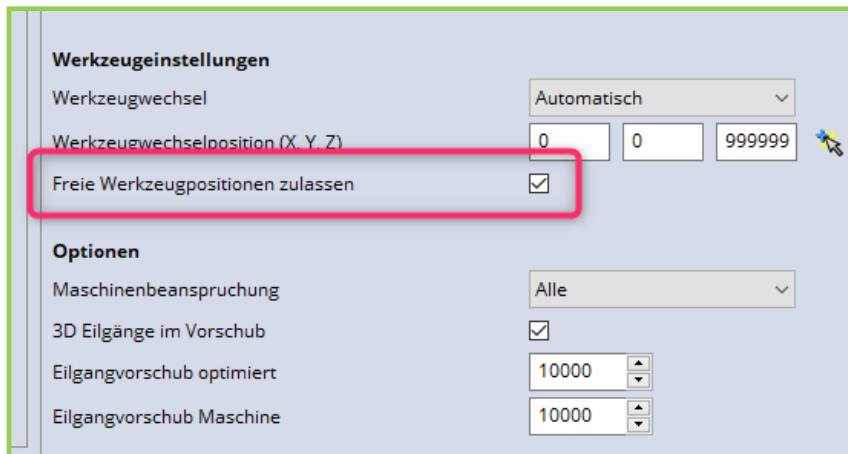 Werkzeugeinstellungen
Werkzeugwechsel Automatisch
Werkzeugwechselposition (X, Y, Z) 0 0 999999
Freie Werkzeugpositionen zulassen
Optionen
Maschinenbeanspruchung Alle
3D Eilgänge im Vorschub
Eilgangvorschub optimiert 10000
Eilgangvorschub Maschine 10000